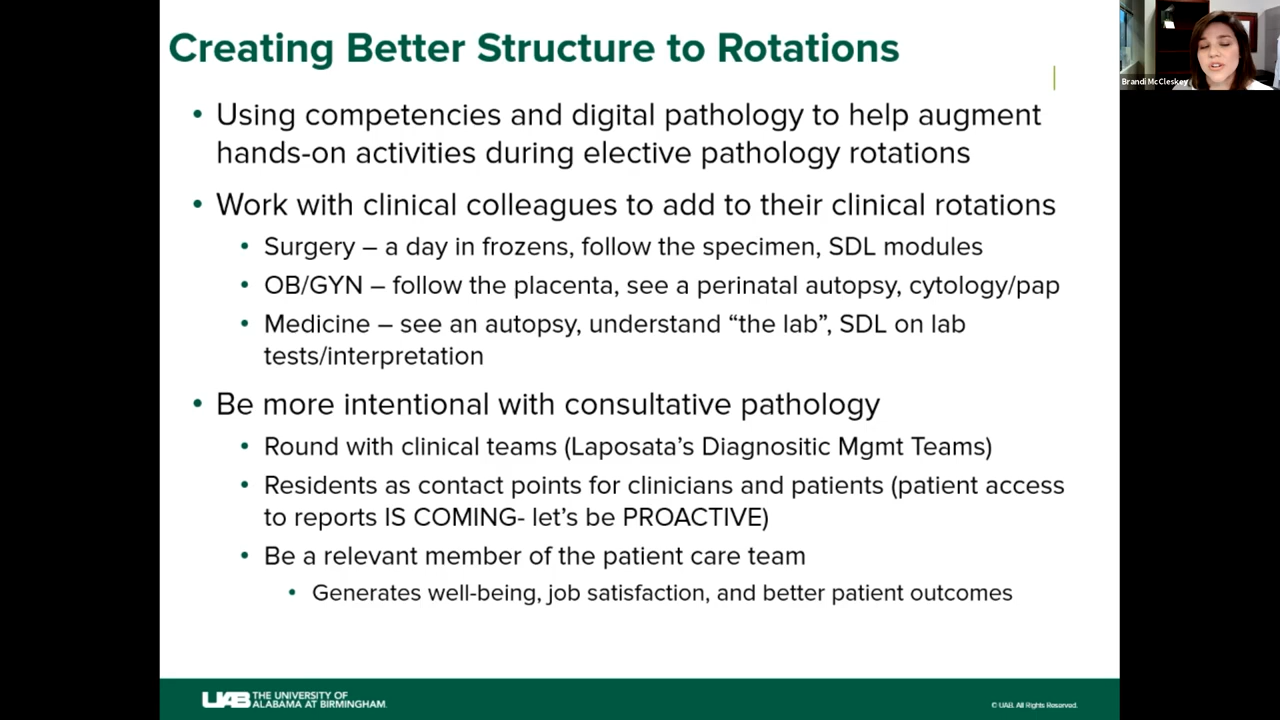 Creating Better Structure to Rotations
Brandi McCleskey
• Using competencies and digital pathology to help augment
hands-on activities during elective pathology rotations
• Work with clinical colleagues to add to their clinical rotations
• Surgery – a day in frozens, follow the specimen, SDL modules
• OB/GYN – follow the placenta, see a perinatal autopsy, cytology/pap
• Medicine – see an autopsy, understand “the lab”, SDL on lab
tests/interpretation
• Be more intentional with consultative pathology
• Round with clinical teams (Laposata’s Diagnositic Mgmt Teams)
• Residents as contact points for clinicians and patients (patient access
to reports IS COMING- let’s be PROACTIVE)
• Be a relevant member of the patient care team
• Generates well-being, job satisfaction, and better patient outcomes
UAB THE UNIVERSITY OF
ALABAMA AT BIRMINGHAM.
© UAB. All Rights Reserved.